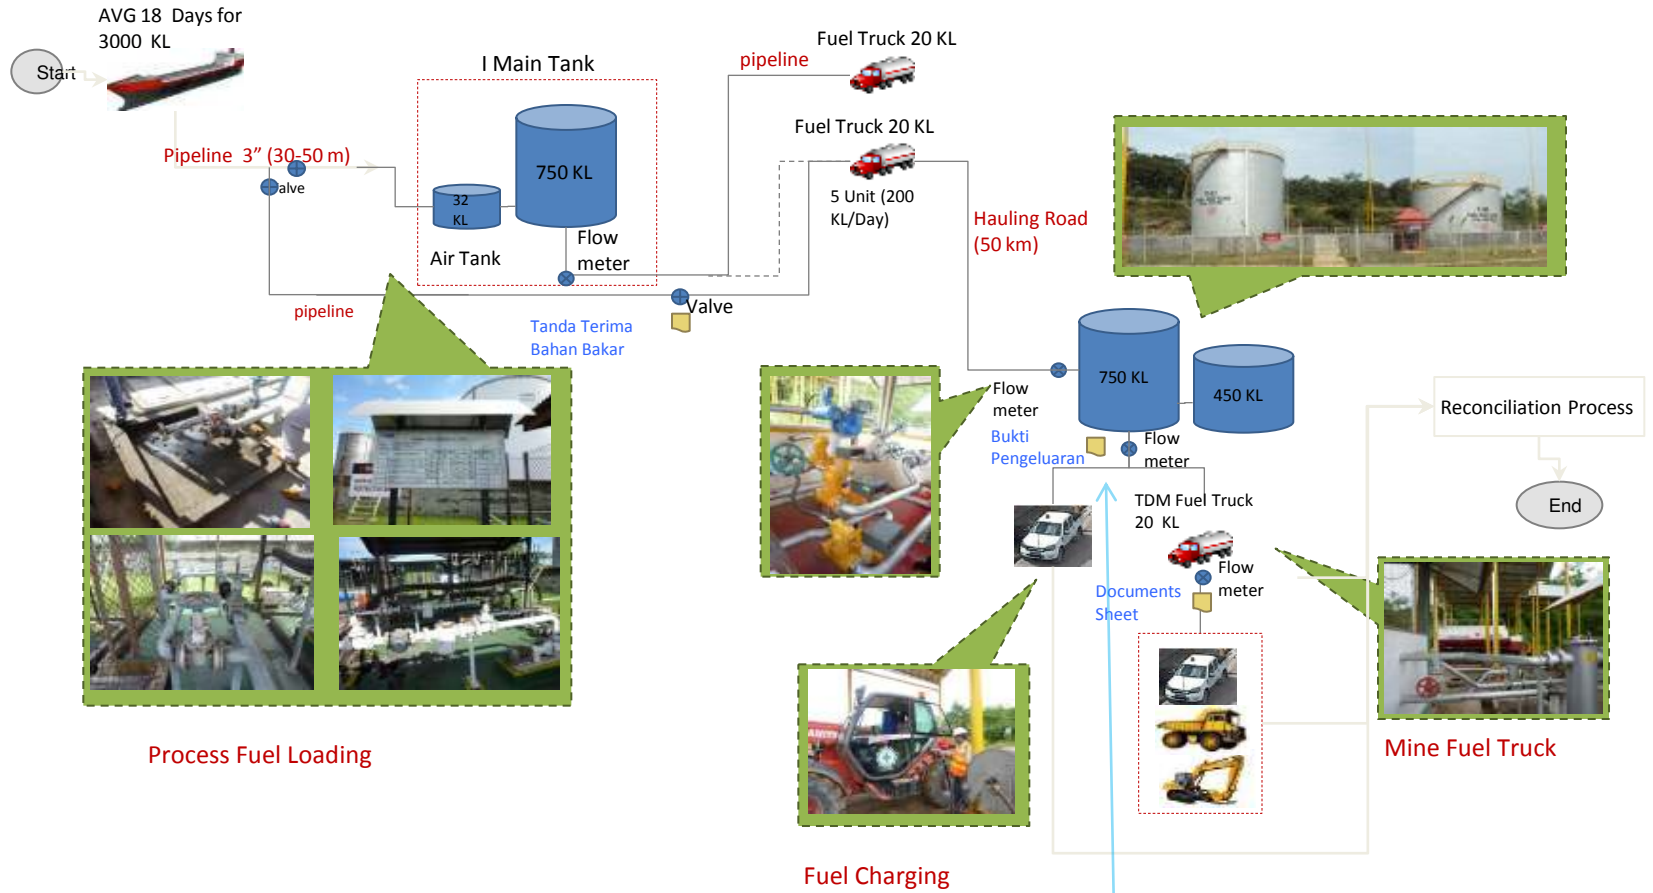 AVG 18 Days for
3000 KL
Start
Pipeline 3” (30-50 m)
alve
I Main Tank
750 KL
32
KL
Air Tank
Flow
meter
pipeline
Valve
Tanda Terima
Bahan Bakar
pipeline
Fuel Truck 20 KL
Fuel Truck 20 KL
5 Unit (200
KL/Day)
Hauling Road
(50 km)
750 KL
450 KL
Flow
meter
Bukti
Pengeluaran
Flow
meter
TDM Fuel Truck
20 KL
Flow
meter
Documents
Sheet
Reconciliation Process
End
Process Fuel Loading
Fuel Charging
Mine Fuel Truck